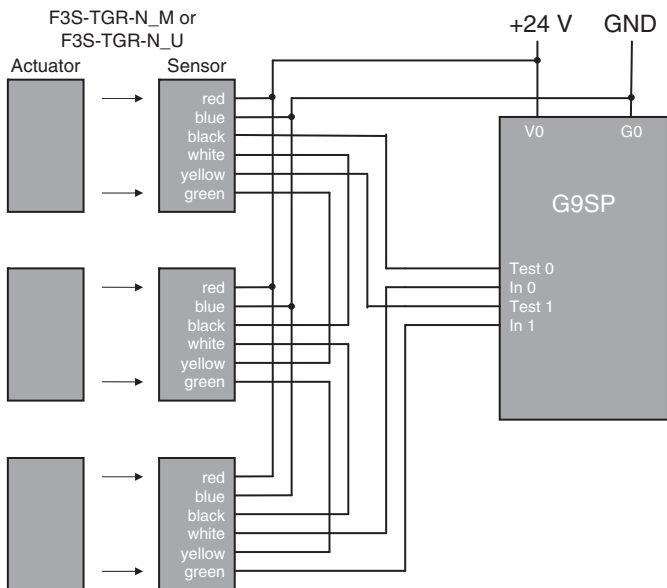 F3S-TGR-N_M or
F3S-TGR-N_U
Actuator
Sensor
+24 V
GND
red
blue
black
white
yellow
green
V0
G0
G9SP
Test 0
In 0
Test 1
In 1
red
blue
black
white
yellow
green
red
blue
black
white
yellow
green